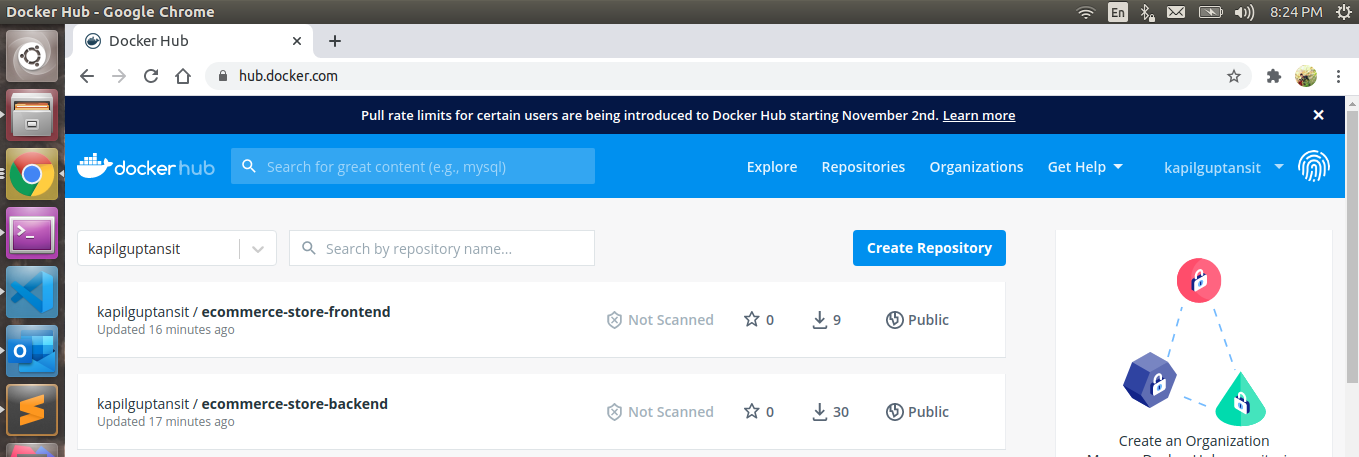 Docker Hub - Google Chrome
En
8:24 PM
Docker Hub
hub.docker.com
Pull rate limits for certain users are being introduced to Docker Hub starting November 2nd. Learn more
docker hub
Search for great content (e.g., mysql)
Explore
Repositories
Organizations
Get Help
kapilguptansit
kapilguptansit
Search by repository name...
Create Repository
kapilguptansit / ecommerce-store-frontend
Updated 16 minutes ago
Not Scanned
0
9
Public
kapilguptansit / ecommerce-store-backend
Updated 17 minutes ago
Not Scanned
0
30
Public
Create an Organization